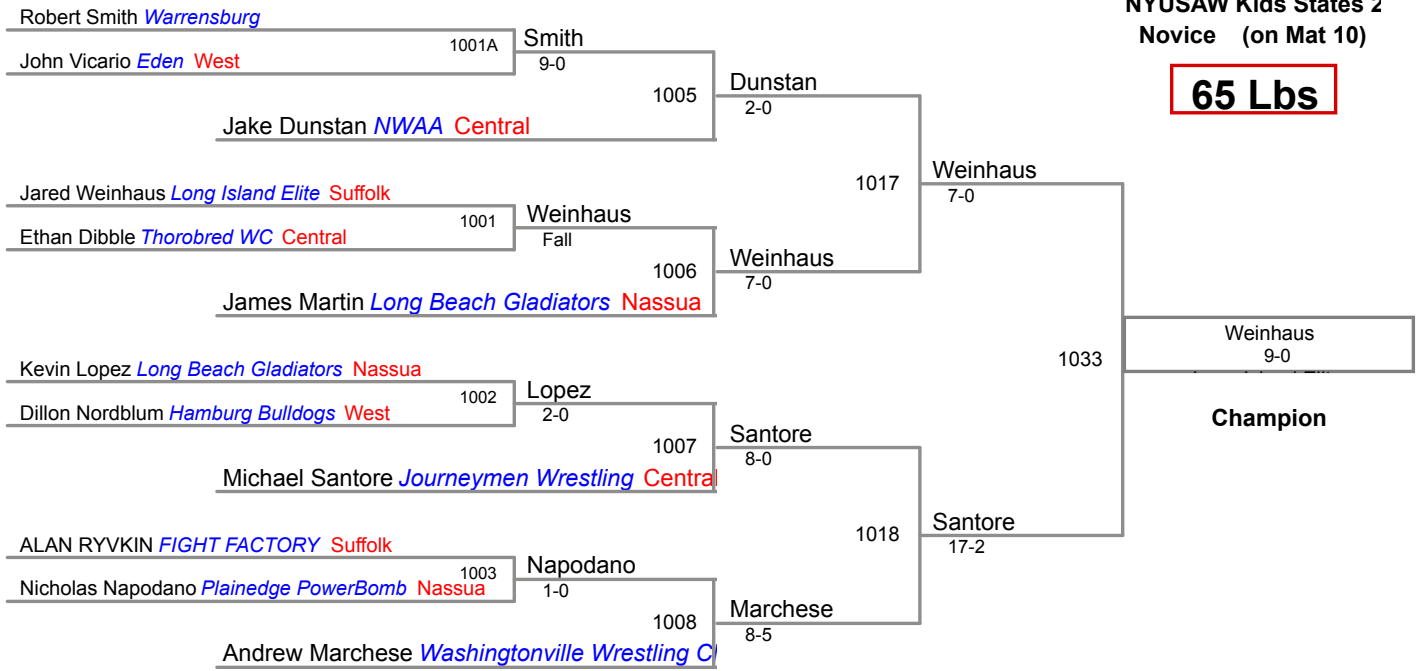 NYUSAW Kids States 2
Novice (on Mat 10)
65 Lbs
Robert Smith Warrensburg
John Vicario Eden West
1001A
Smith
9-0
Jake Dunstan NWAA Central
1005
Dunstan
2-0
Jared Weinhaus Long Island Elite Suffolk
Ethan Dibble Thorobred WC Central
1001
Weinhaus
Fall
James Martin Long Beach Gladiators Nassua
1006
Weinhaus
7-0
1017
Weinhaus
7-0
Kevin Lopez Long Beach Gladiators Nassua
Dillon Nordblum Hamburg Bulldogs West
1002
Lopez
2-0
Michael Santore Journeymen Wrestling Central
1007
Santore
8-0
ALAN RYVKIN FIGHT FACTORY Suffolk
Nicholas Napodano Plainedge PowerBomb Nassua
1003
Napodano
1-0
Andrew Marchese Washingtonville Wrestling
1008
Marchese
8-5
1018
Santore
17-2
1033
Weinhaus
9-0
Champion